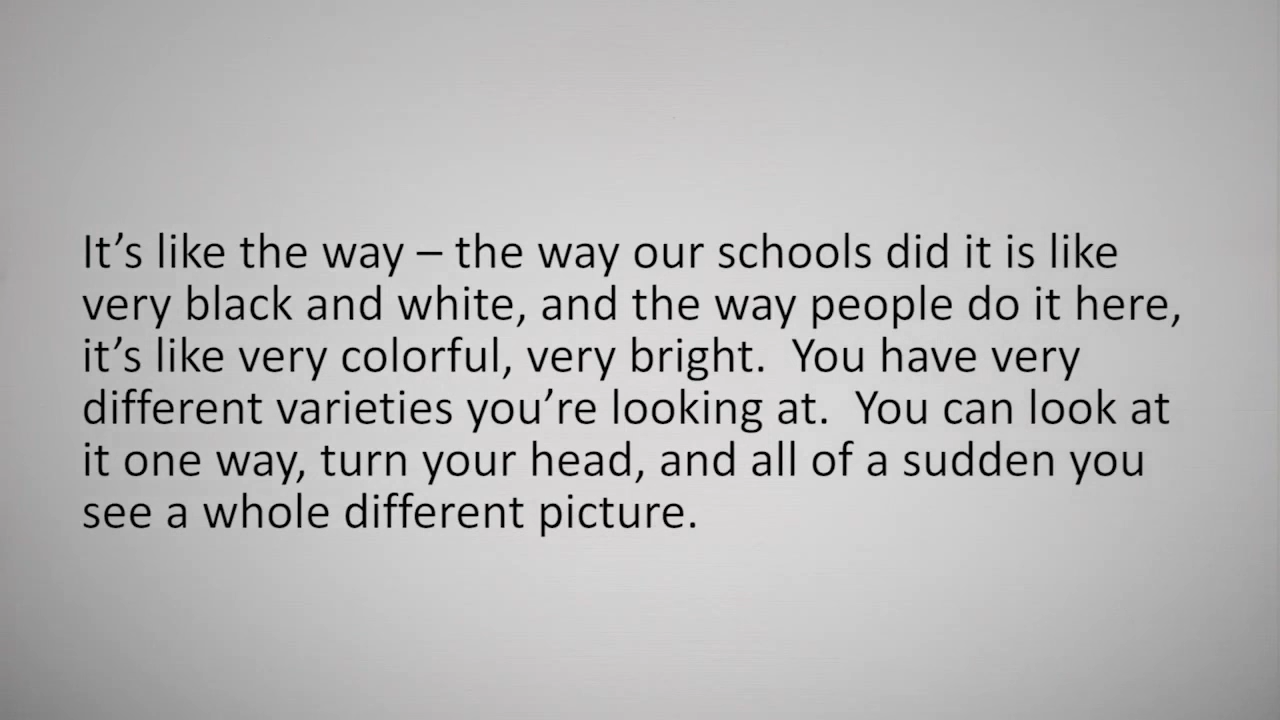 It’s like the way – the way our schools did it is like
very black and white, and the way people do it here,
it’s like very colorful, very bright.  You have very
different varieties you’re looking at.  You can look at
it one way, turn your head, and all of a sudden you
see a whole different picture.